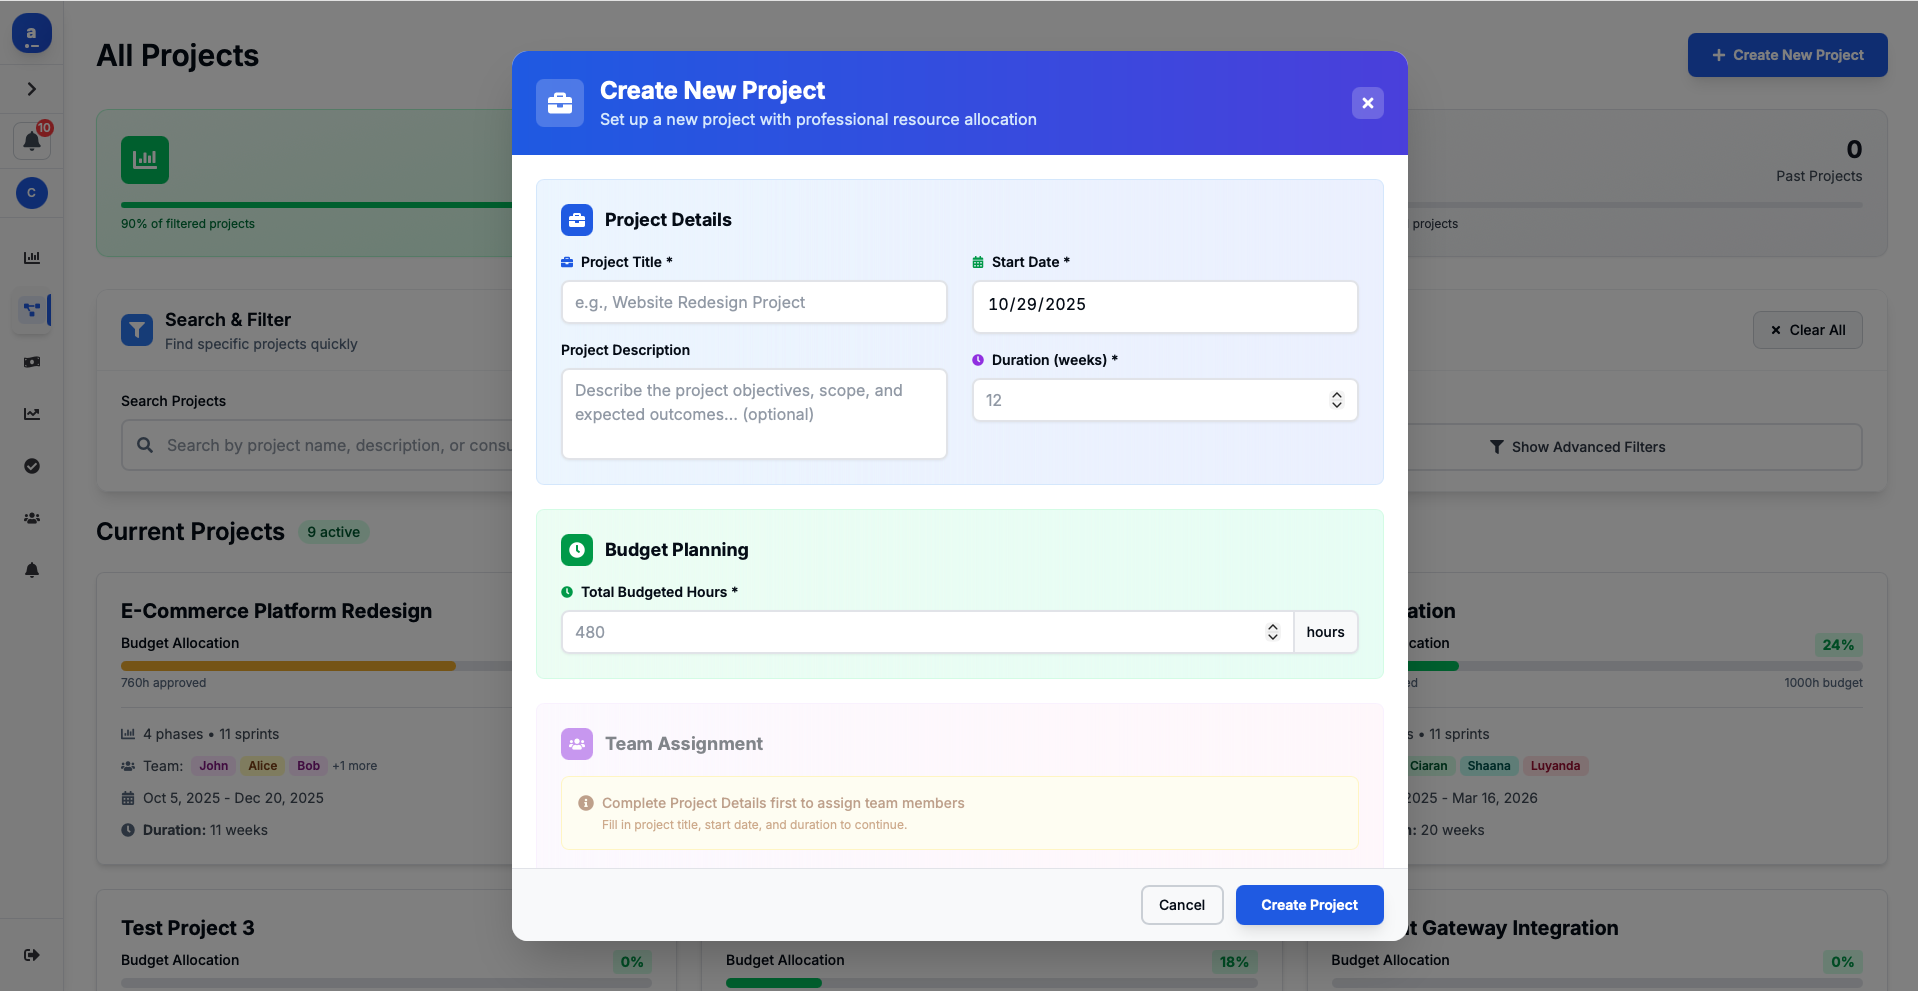 a
All Projects
+ Create New Project
10
C
90% of filtered projects
0
Past Projects
projects
Search & Filter
Find specific projects quickly
Clear All
Search Projects
Search by project name, description, or consu
Show Advanced Filters
Current Projects
9 active
E-Commerce Platform Redesign
Budget Allocation
760h approved
4 phases • 11 sprints
Team: John Alice Bob +1 more
Oct 5, 2025 - Dec 20, 2025
Duration: 11 weeks
ation
cation
24%
ed
1000h budget
s • 11 sprints
Ciaran Shaana Luyanda
2025 - Mar 16, 2026
n: 20 weeks
Test Project 3
Budget Allocation
0%
Budget Allocation
18%
t Gateway Integration
Budget Allocation
0%
Create New Project
Set up a new project with professional resource allocation
Project Details
Project Title *
e.g., Website Redesign Project
Project Description
Describe the project objectives, scope, and
expected outcomes... (optional)
Start Date *
10/29/2025
Duration (weeks) *
12
Budget Planning
Total Budgeted Hours *
480
hours
Team Assignment
Complete Project Details first to assign team members
Fill in project title, start date, and duration to continue.
Cancel
Create Project